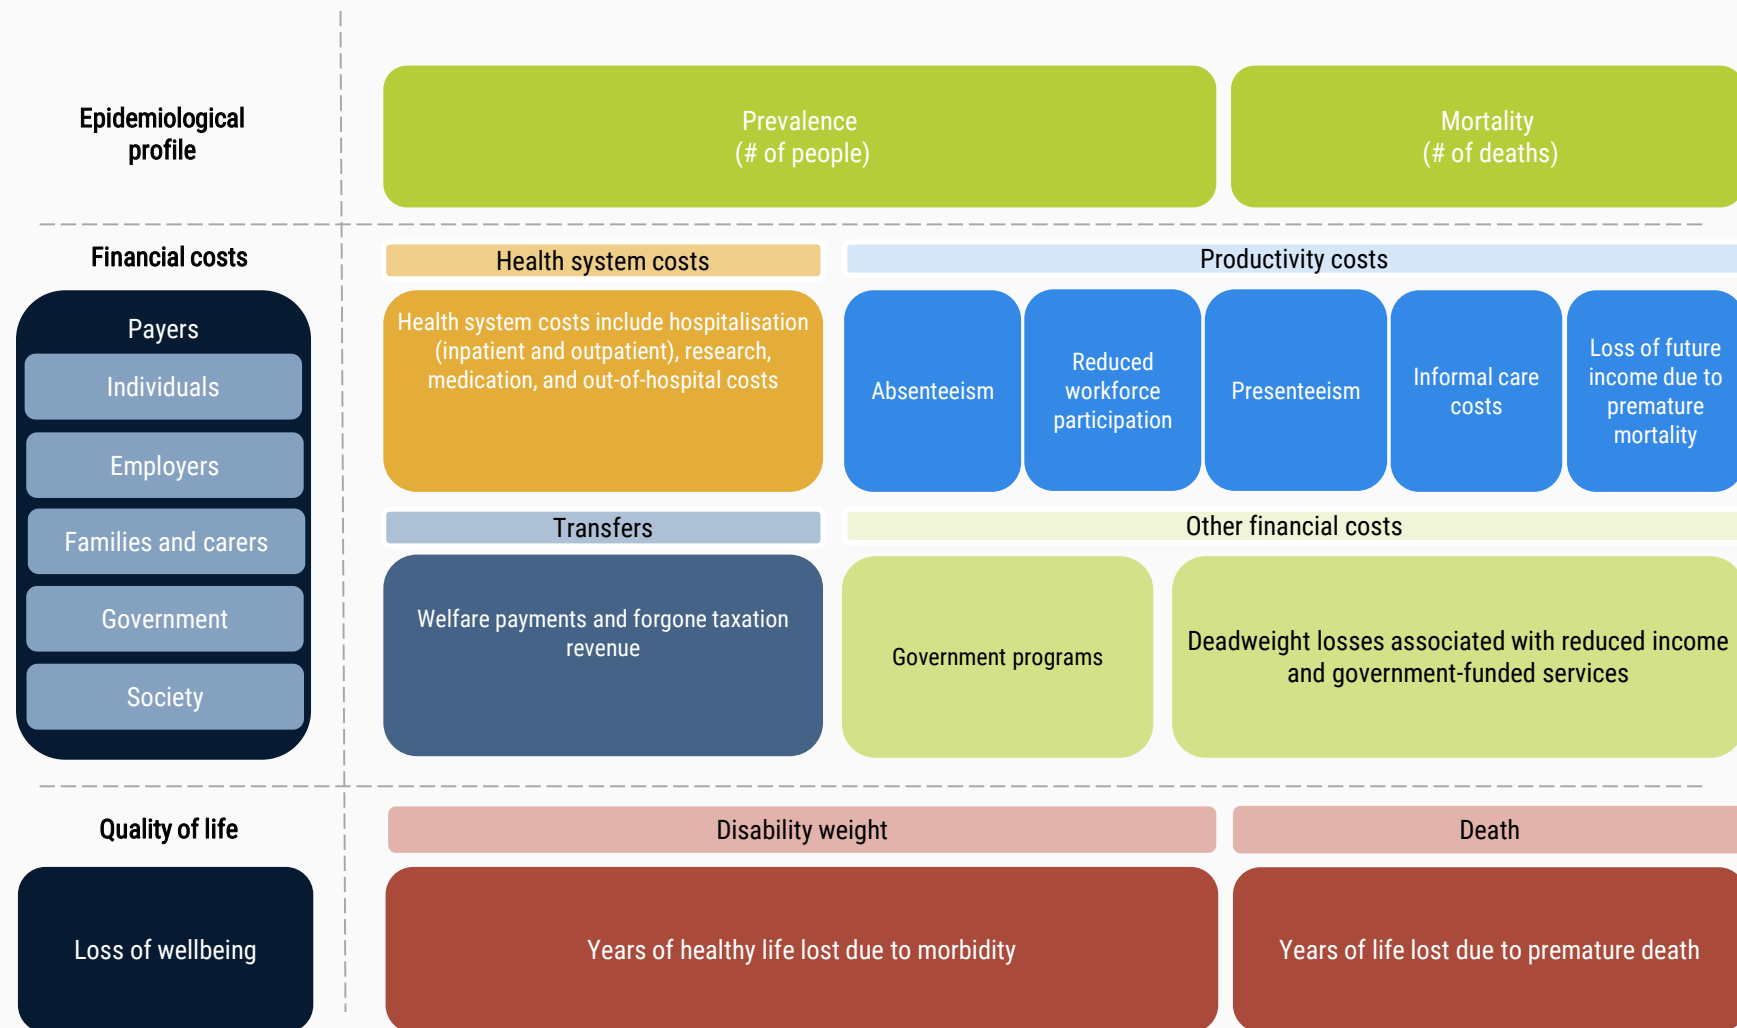 Epidemiological
profile
Prevalence
(# of people)
Mortality
(# of deaths)
Financial costs
Payers
Individuals
Employers
Families and carers
Government
Society
Health system costs
Health system costs include hospitalisation
(inpatient and outpatient), research,
medication, and out-of-hospital costs
Productivity costs
Absenteeism
Reduced
workforce
participation
Presenteeism
Informal care
costs
Loss of future
income due to
premature
mortality
Transfers
Welfare payments and forgone taxation
revenue
Other financial costs
Government programs
Deadweight losses associated with reduced income
and government-funded services
Quality of life
Loss of wellbeing
Disability weight
Years of healthy life lost due to morbidity
Death
Years of life lost due to premature death